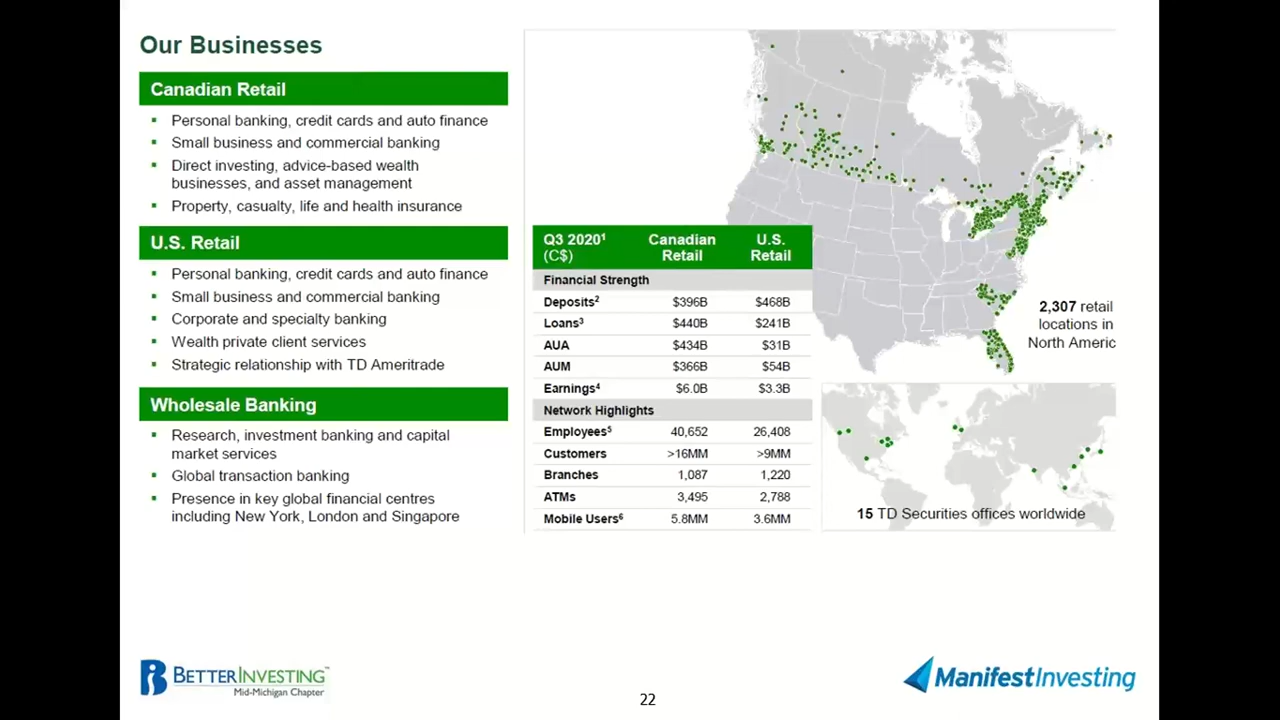 Our Businesses
Canadian Retail
Personal banking, credit cards and auto finance
Small business and commercial banking
Direct investing, advice-based wealth
businesses, and asset management
Property, casualty, life and health insurance
U.S. Retail
Personal banking, credit cards and auto finance
Small business and commercial banking
Corporate and specialty banking
Wealth private client services
Strategic relationship with TD Ameritrade
Wholesale Banking
Research, investment banking and capital
market services
Global transaction banking
Presence in key global financial centres
including New York, London and Singapore
Q3 2020¹ Canadian U.S.
(C$) Retail Retail
Financial Strength
Deposits² $396B $468B
Loans³ $440B $241B
AUA $434B $31B
AUM $366B $54B
Earnings⁴ $6.0B $3.3B
Network Highlights
Employees⁵ 40,652 26,408
Customers >16MM >9MM
Branches 1,087 1,220
ATMs 3,495 2,788
Mobile Users⁶ 5.8MM 3.6MM
2,307 retail
locations in
North Americ
15 TD Securities offices worldwide
BETTERINVESTING™
Mid-Michigan Chapter
22
ManifestInvesting